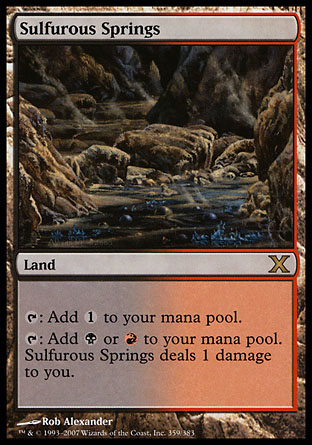 Sulfurous Springs
Land
X
: Add 1 to your mana pool.
: Add or to your mana pool.
Sulfurous Springs deals 1 damage
to you.
Rob Alexander
™ & © 1993–2007 Wizards of the Coast, Inc. 359/383